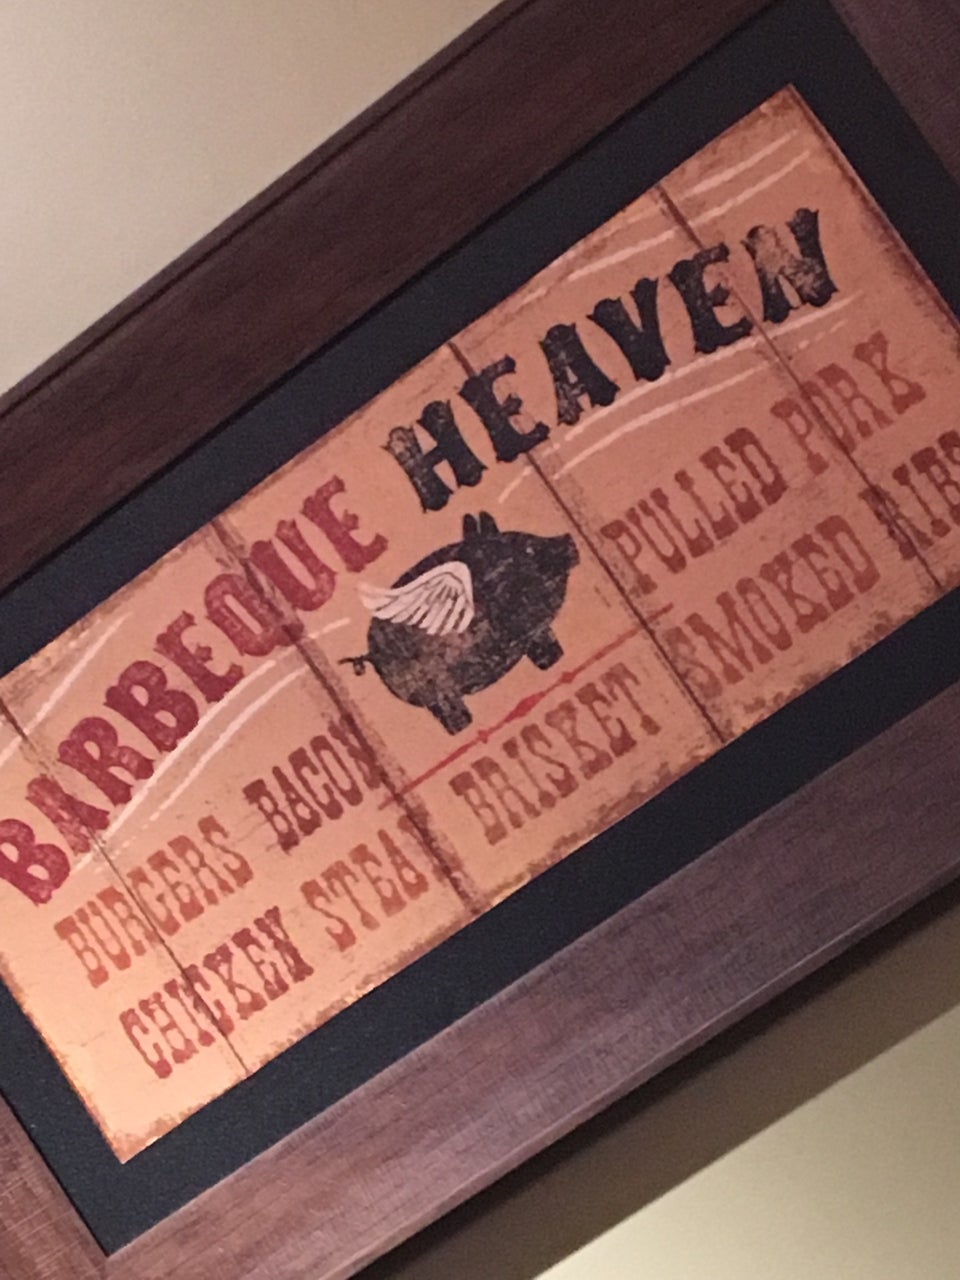 BARBEQUE HEAVEN
BURGERS BACON PULLED PORK
CHICKEN STEAK BRISKET SMOKED RIBS